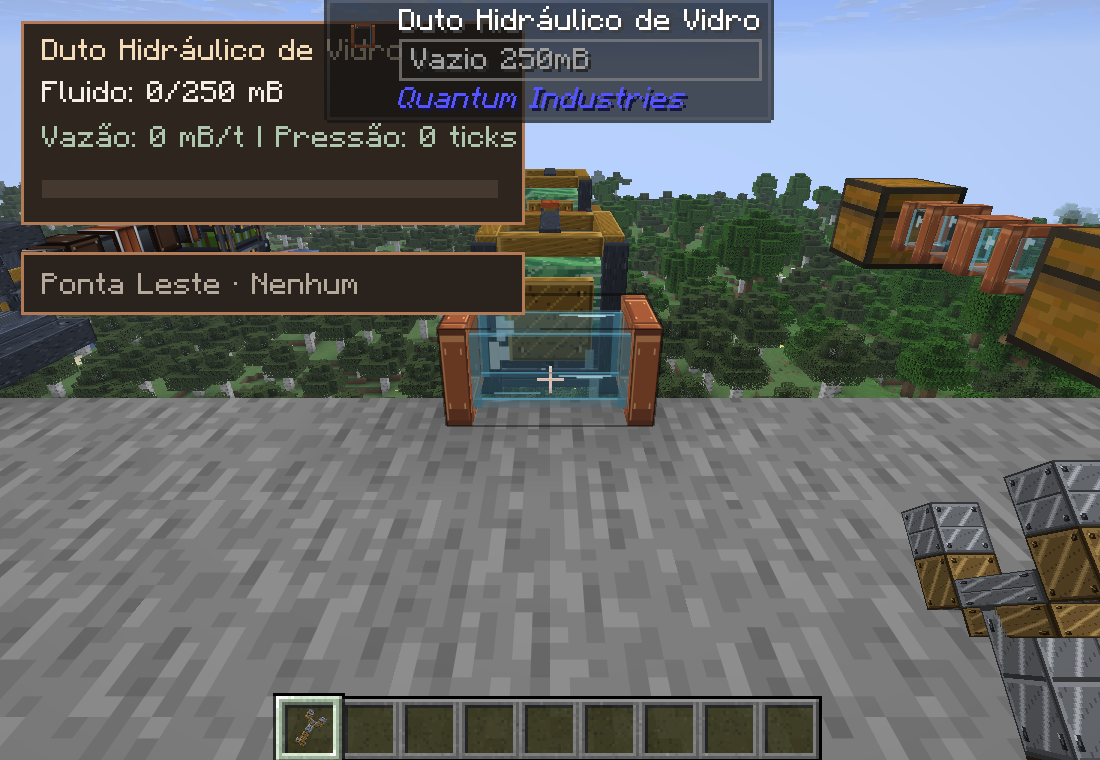 Duto Hidráulico de Vidro
Fluido: 0/250 mB
Vazão: 0 mB/t | Pressão: 0 ticks
Ponta Leste · Nenhum
Duto Hidráulico de Vidro
Vazio 250mB
Quantum Industries